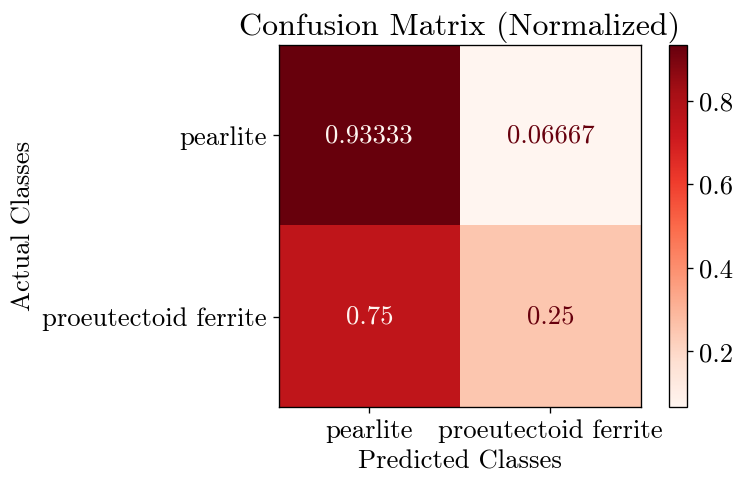 Confusion Matrix (Normalized)
Actual Classes
pearlite
0.93333
0.06667
proeutectoid ferrite
0.75
0.25
pearlite
proeutectoid ferrite
Predicted Classes
0.8
0.6
0.4
0.2